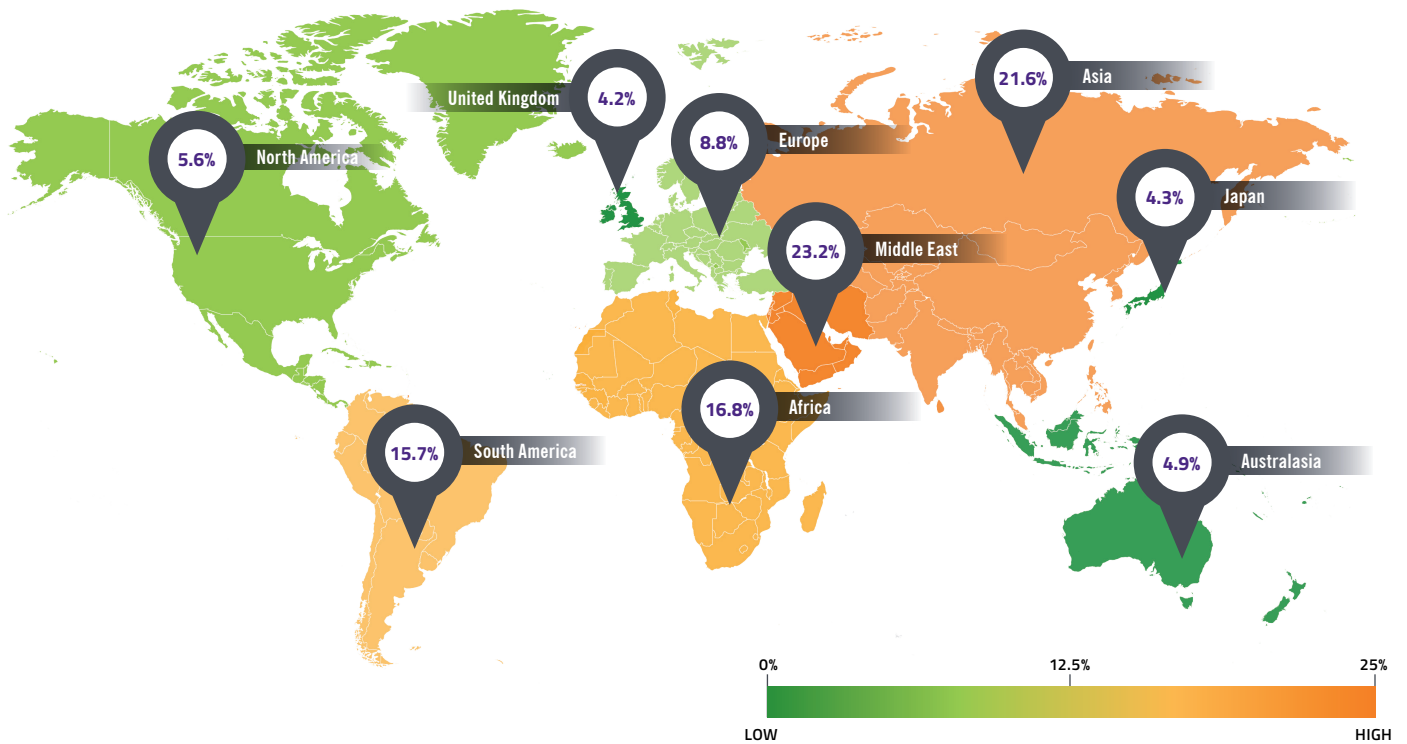 21.6%
Asia
United Kingdom
4.2%
8.8%
Europe
5.6%
North America
4.3%
Japan
23.2%
Middle East
16.8%
Africa
15.7%
South America
4.9%
Australasia
0%
12.5%
25%
LOW
HIGH